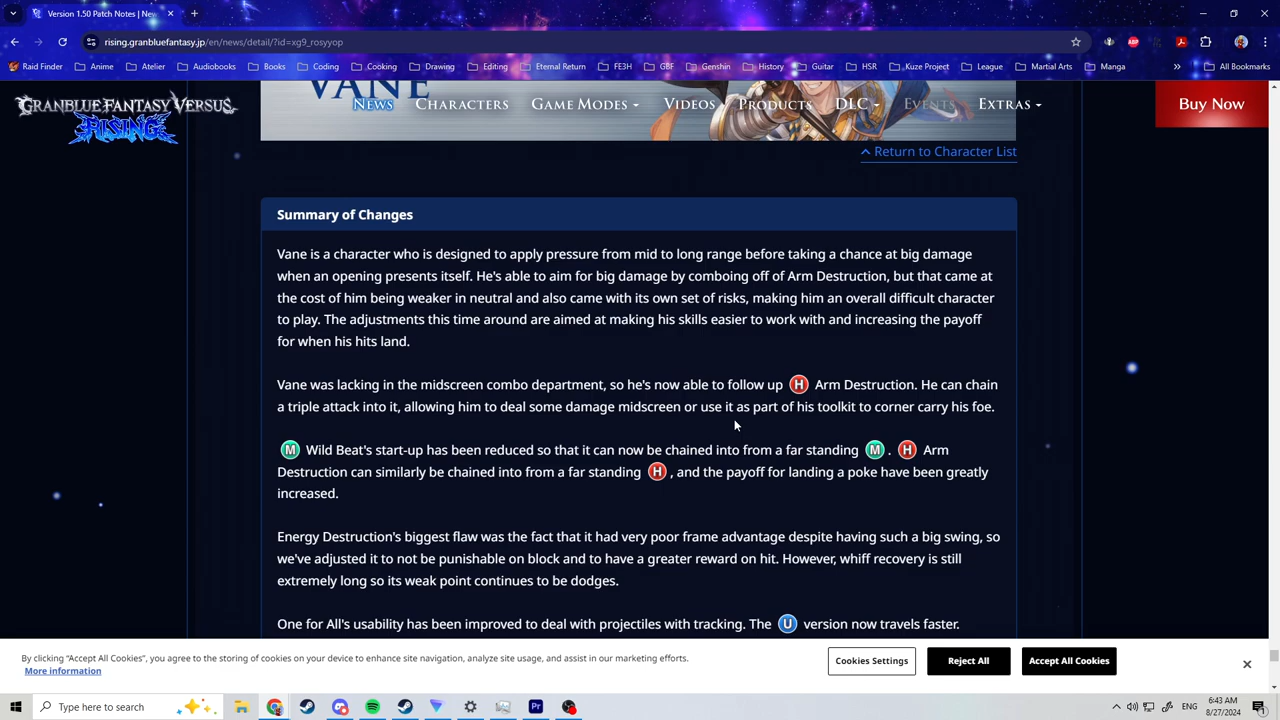 Version 1.50 Patch Notes | New
rising.granbluefantasy.jp/en/news/detail/?id=xg9_rosyyop
ABP
Raid Finder Anime Atelier Audiobooks Books Coding Cooking Drawing Editing Eternal Return FE3H GBF Genshin History Guitar HSR Kuze Project League Martial Arts Manga » All Bookmarks
VANE
GRANBLUE FANTASY VERSUS
RISING
NEWS CHARACTERS GAME MODES VIDEOS PRODUCTS DLC EVENTS EXTRAS
Buy Now
Return to Character List
Summary of Changes
Vane is a character who is designed to apply pressure from mid to long range before taking a chance at big damage
when an opening presents itself. He's able to aim for big damage by comboing off of Arm Destruction, but that came at
the cost of him being weaker in neutral and also came with its own set of risks, making him an overall difficult character
to play. The adjustments this time around are aimed at making his skills easier to work with and increasing the payoff
for when his hits land.
Vane was lacking in the midscreen combo department, so he's now able to follow up H Arm Destruction. He can chain
a triple attack into it, allowing him to deal some damage midscreen or use it as part of his toolkit to corner carry his foe.
M Wild Beat's start-up has been reduced so that it can now be chained into from a far standing M . H Arm
Destruction can similarly be chained into from a far standing H , and the payoff for landing a poke have been greatly
increased.
Energy Destruction's biggest flaw was the fact that it had very poor frame advantage despite having such a big swing, so
we've adjusted it to not be punishable on block and to have a greater reward on hit. However, whiff recovery is still
extremely long so its weak point continues to be dodges.
One for All's usability has been improved to deal with projectiles with tracking. The U version now travels faster.
By clicking “Accept All Cookies”, you agree to the storing of cookies on your device to enhance site navigation, analyze site usage, and assist in our marketing efforts.
More information
Cookies Settings
Reject All
Accept All Cookies
Type here to search
Pr
ENG
6:43 AM
8/27/2024